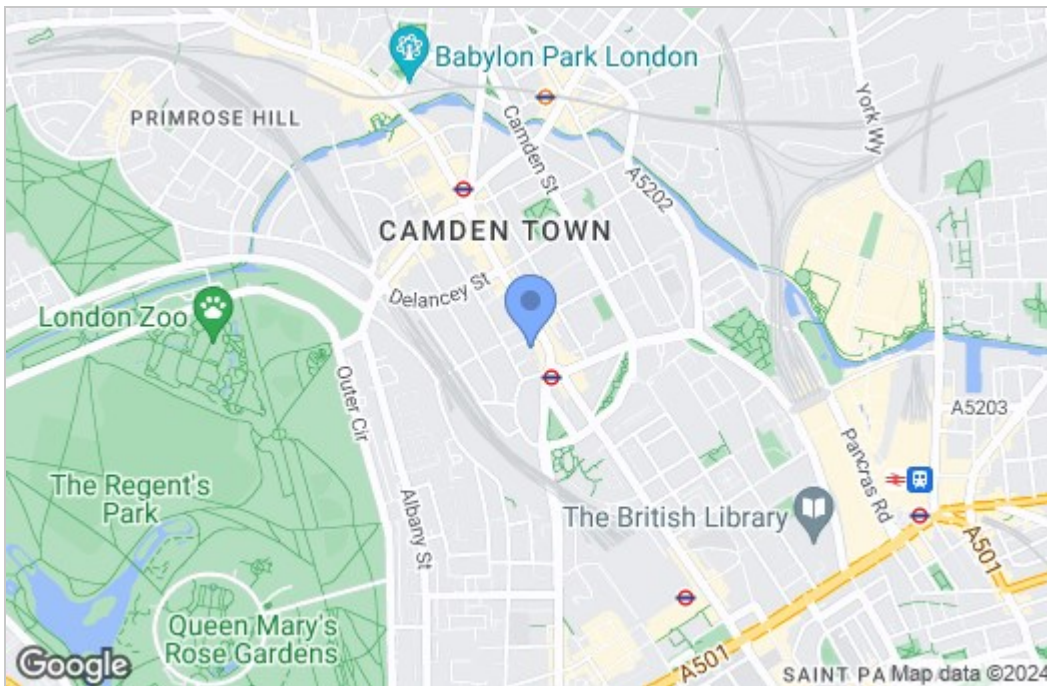 Babylon Park London
PRIMROSE HILL
Camden St
York Wy
A5202
CAMDEN TOWN
Delancey St
London Zoo
Outer Cir
A5203
Pancras Rd
The Regent's
Park
Albany St
The British Library
A501
Queen Mary's
Rose Gardens
A501
Google
SAINT PA
Map data ©2024